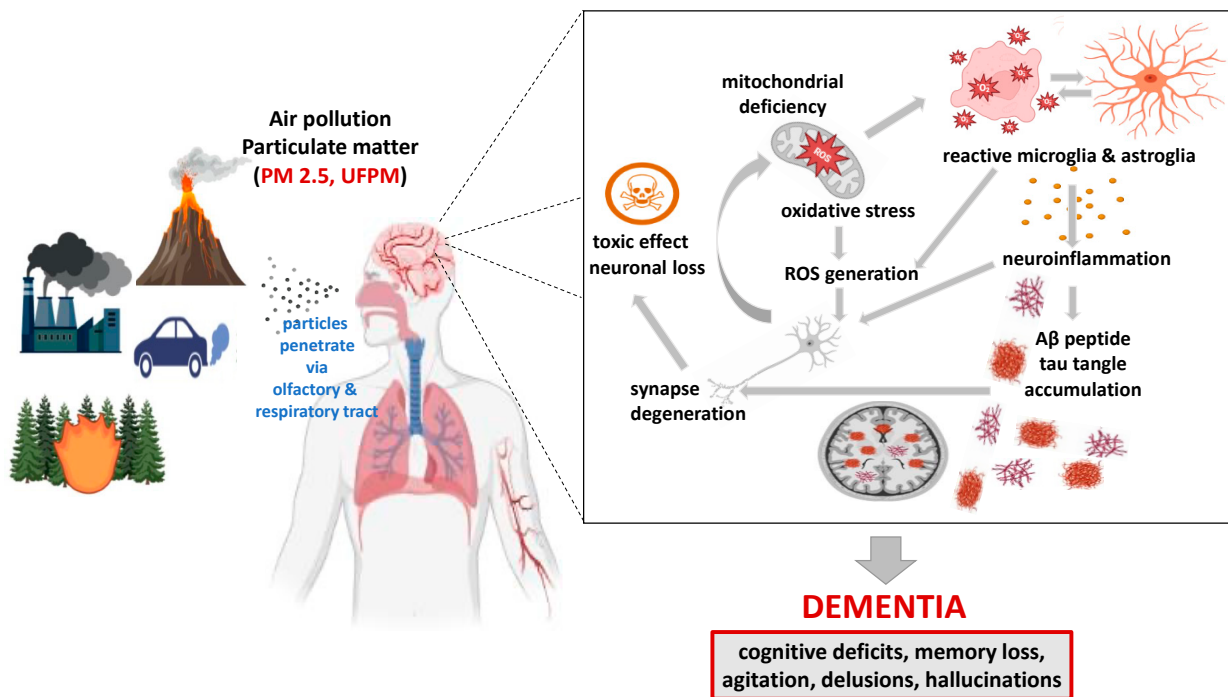 Air pollution
Particulate matter
(PM 2.5, UFPM)
particles
penetrate
via
olfactory &
respiratory tract
mitochondrial
deficiency
ROS
oxidative stress
ROS generation
toxic effect
neuronal loss
synapse
degeneration
O₂
reactive microglia & astroglia
neuroinflammation
Aβ peptide
tau tangle
accumulation
DEMENTIA
cognitive deficits, memory loss,
agitation, delusions, hallucinations